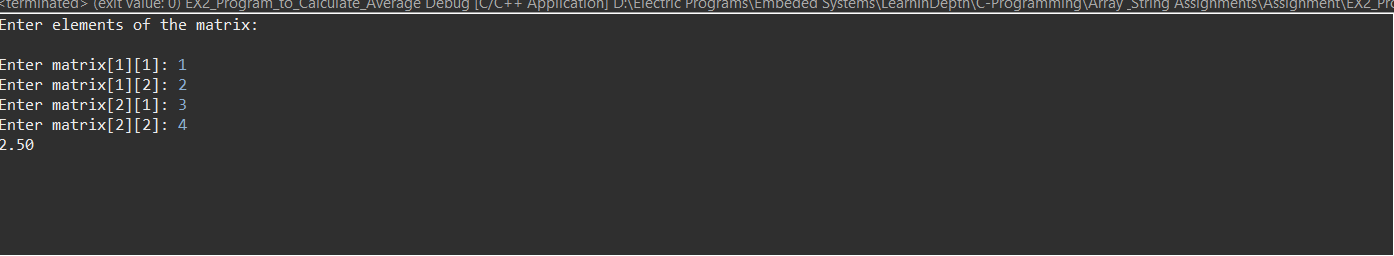 <terminated> (exit value: 0) EX2_Program_to_Calculate_Average Debug [C/C++ Application] D:\Electric Programs\Embeded Systems\LearnInDepth\C-Programming\Array_String Assignments\Assignment\EX2_Pro
Enter elements of the matrix:
Enter matrix[1][1]: 1
Enter matrix[1][2]: 2
Enter matrix[2][1]: 3
Enter matrix[2][2]: 4
2.50